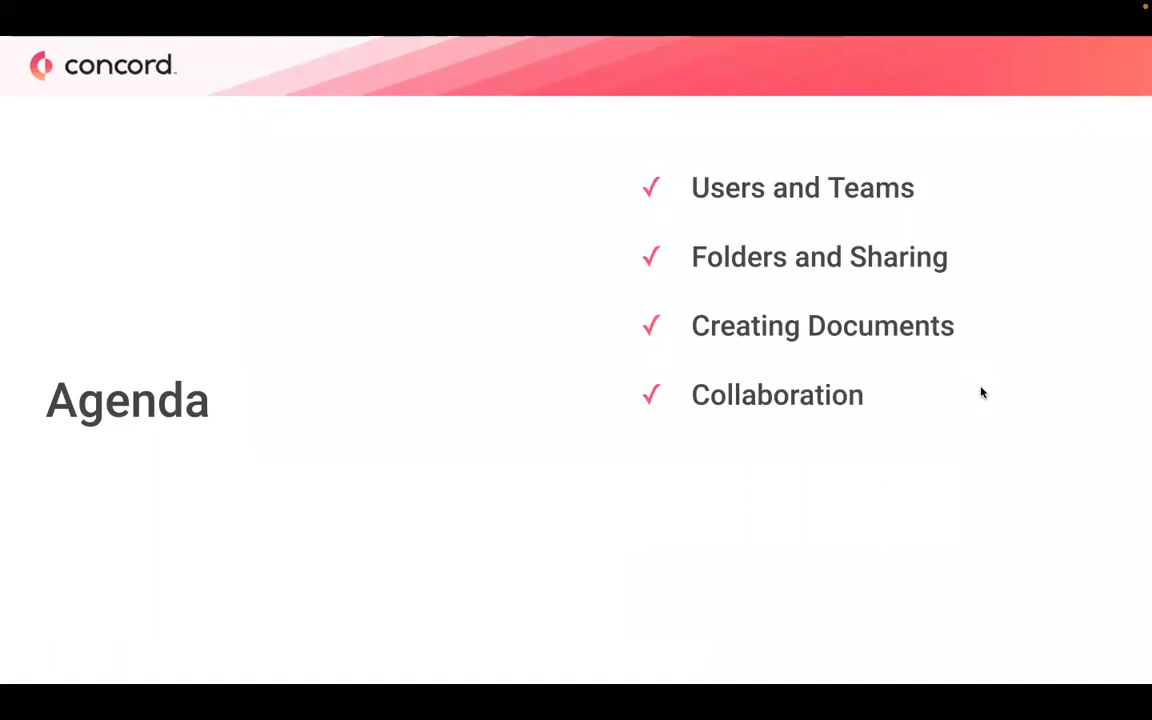 concord
Users and Teams
Folders and Sharing
Creating Documents
Agenda
Collaboration